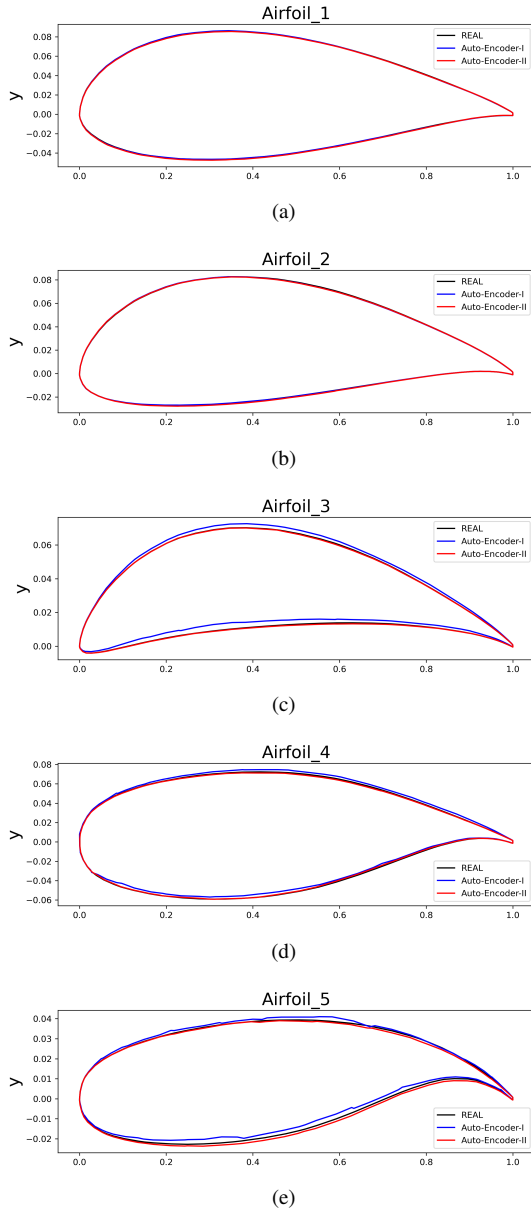 Airfoil_1
0.08
0.06
0.04
0.02
0.00
−0.02
−0.04
y
REAL
Auto-Encoder-I
Auto-Encoder-II
0.0 0.2 0.4 0.6 0.8 1.0
(a)
Airfoil_2
0.08
0.06
0.04
0.02
0.00
−0.02
y
REAL
Auto-Encoder-I
Auto-Encoder-II
0.0 0.2 0.4 0.6 0.8 1.0
(b)
Airfoil_3
0.06
0.04
0.02
0.00
y
REAL
Auto-Encoder-I
Auto-Encoder-II
0.0 0.2 0.4 0.6 0.8 1.0
(c)
Airfoil_4
0.08
0.06
0.04
0.02
0.00
−0.02
−0.04
−0.06
y
REAL
Auto-Encoder-I
Auto-Encoder-II
0.0 0.2 0.4 0.6 0.8 1.0
(d)
Airfoil_5
0.04
0.03
0.02
0.01
0.00
−0.01
−0.02
y
REAL
Auto-Encoder-I
Auto-Encoder-II
0.0 0.2 0.4 0.6 0.8 1.0
(e)